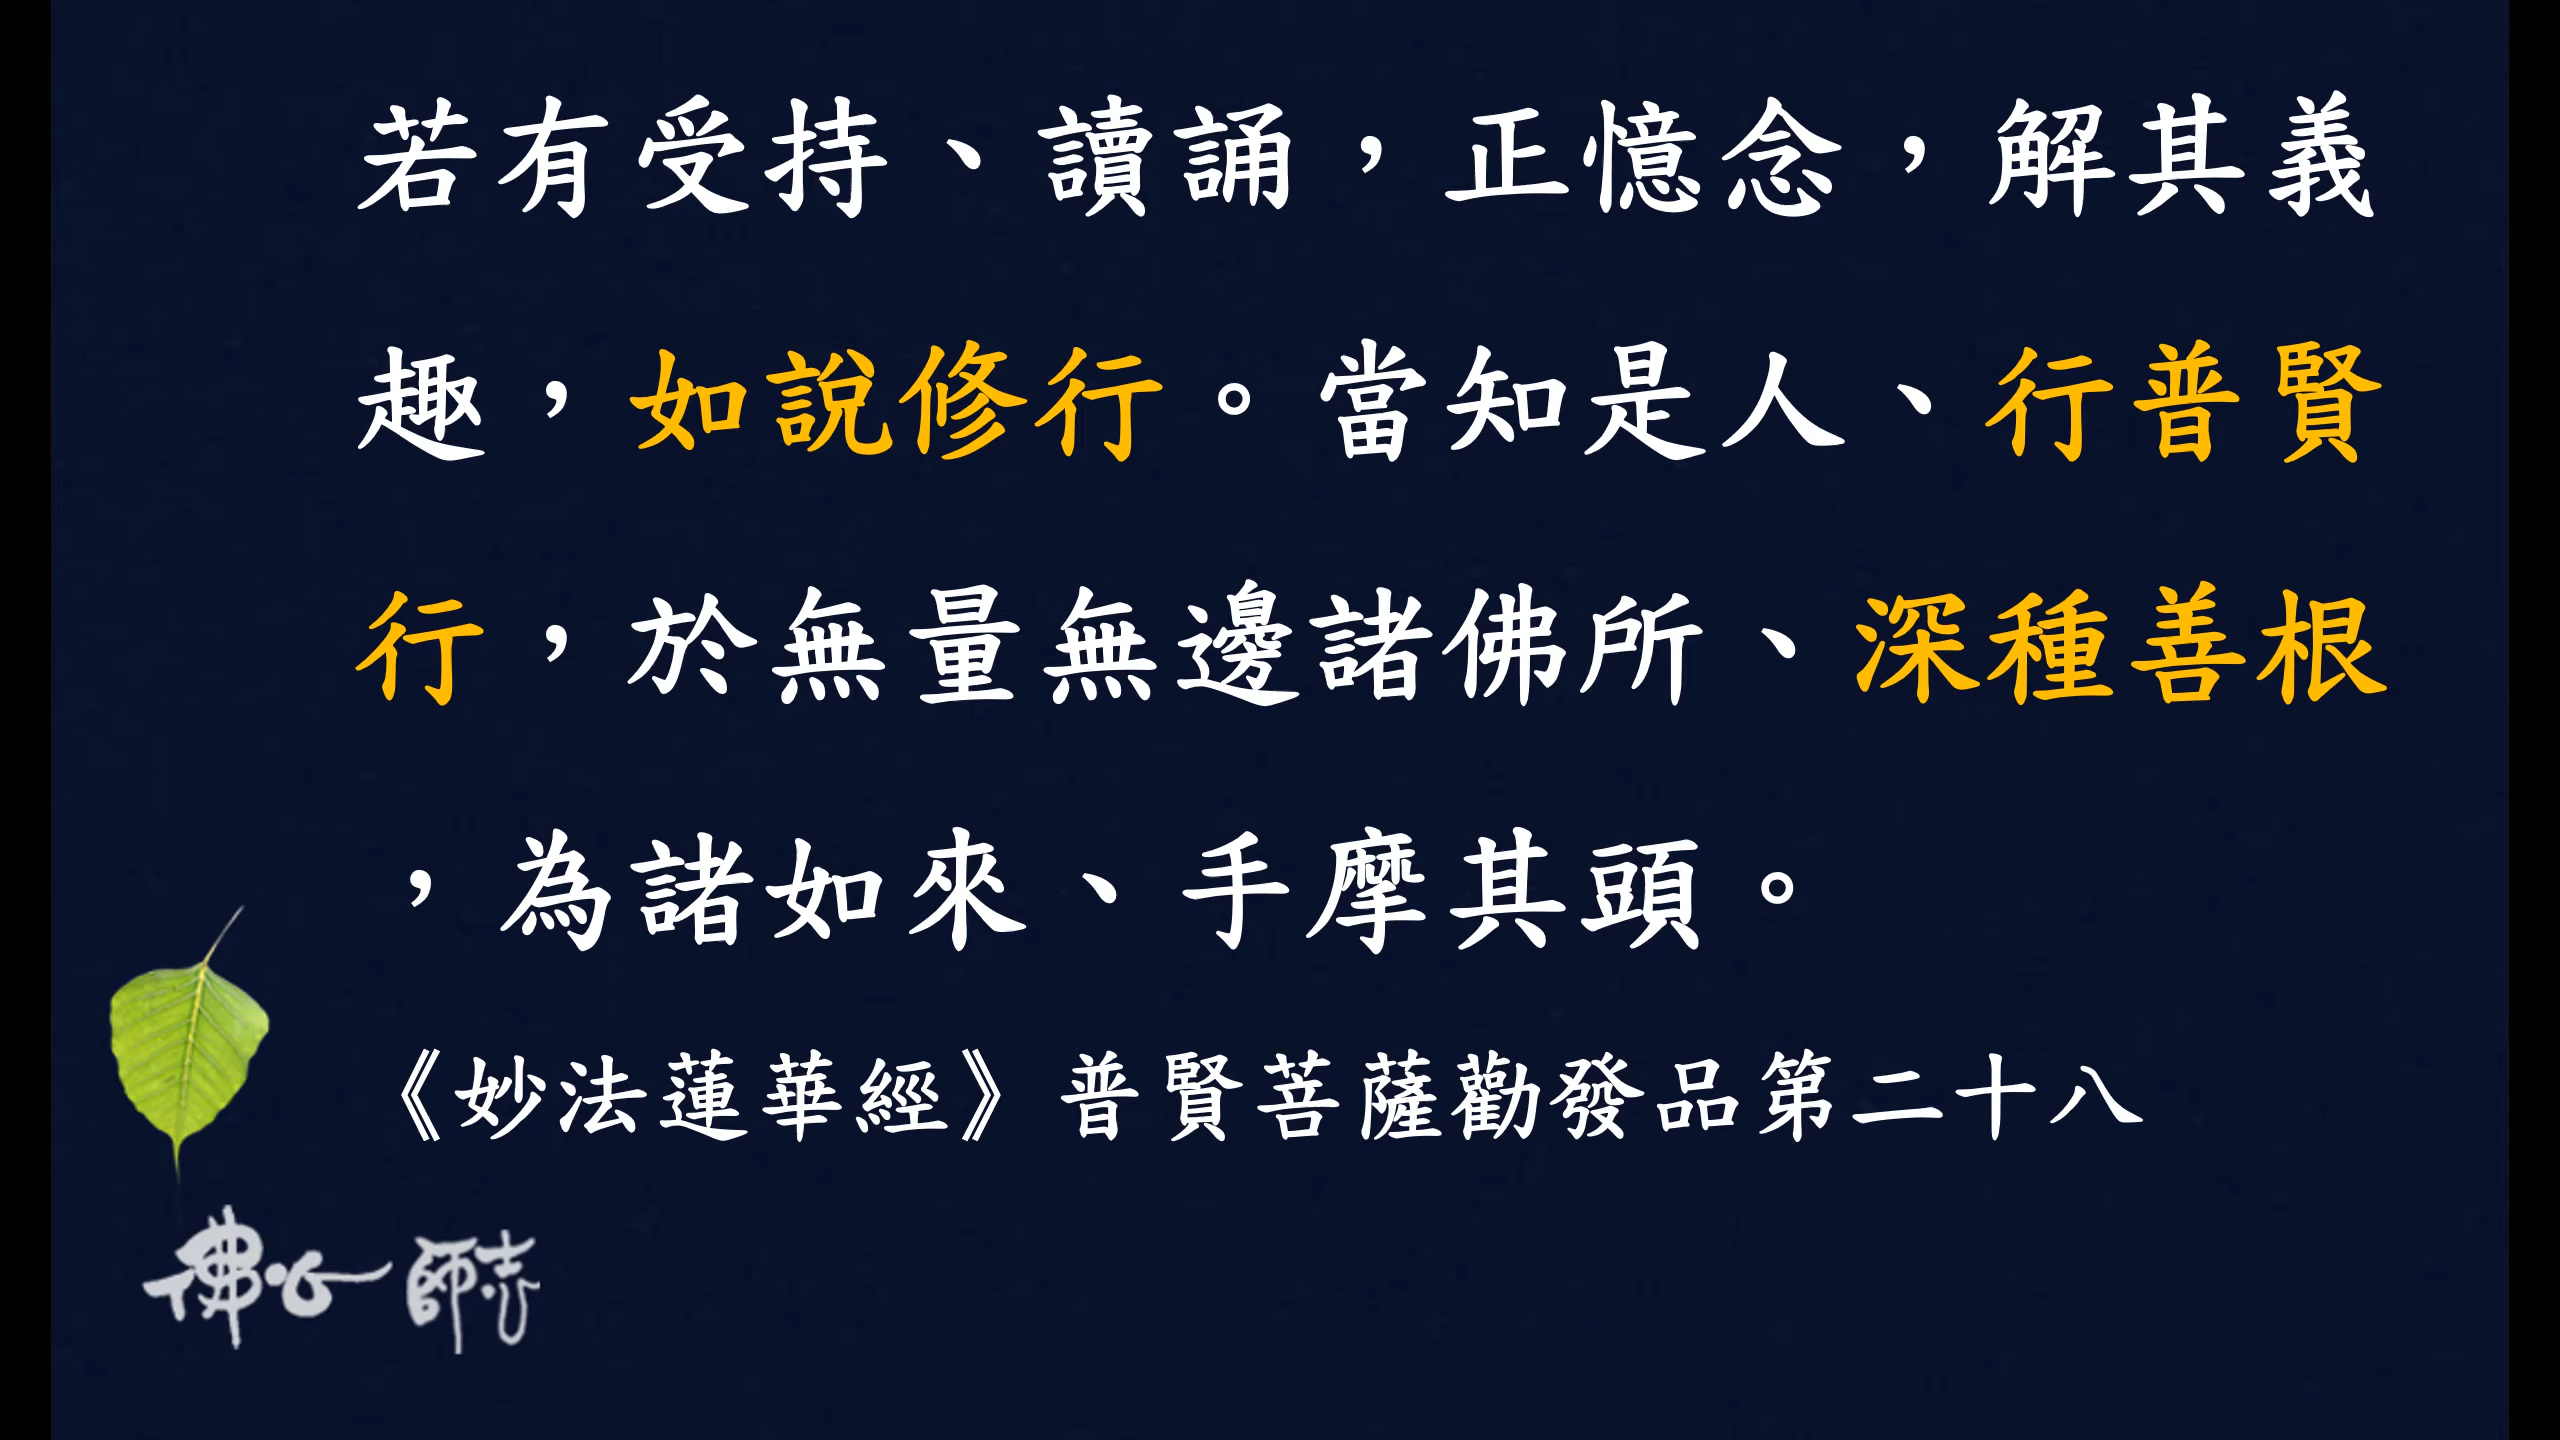 若有受持、讀誦，正憶念，解其義
趣，如說修行。當知是人、行普賢
行，於無量無邊諸佛所、深種善根
，為諸如來、手摩其頭。
《妙法蓮華經》普賢菩薩勸發品第二十八
佛心師志